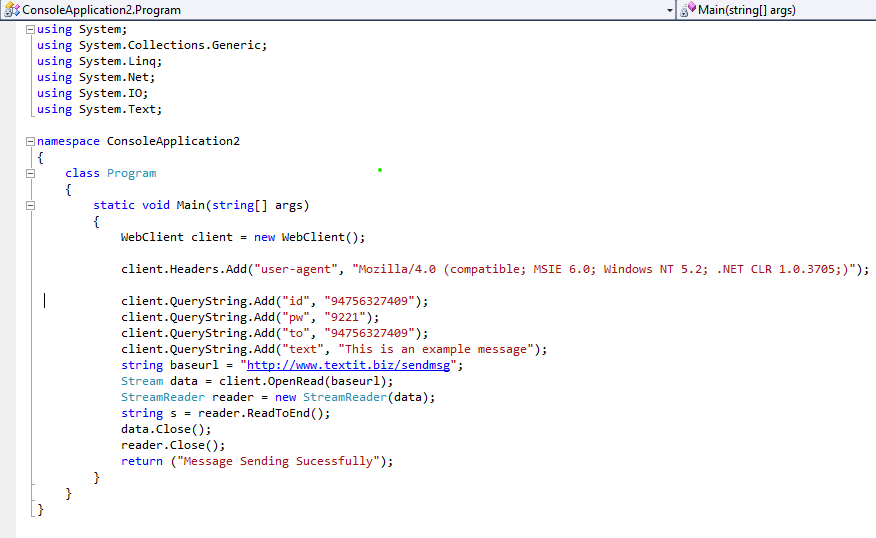 ConsoleApplication2.Program
Main(string[] args)
using System;
using System.Collections.Generic;
using System.Linq;
using System.Net;
using System.IO;
using System.Text;
namespace ConsoleApplication2
{
class Program
{
static void Main(string[] args)
{
WebClient client = new WebClient();
client.Headers.Add("user-agent", "Mozilla/4.0 (compatible; MSIE 6.0; Windows NT 5.2; .NET CLR 1.0.3705;)");
client.QueryString.Add("id", "94756327409");
client.QueryString.Add("pw", "9221");
client.QueryString.Add("to", "94756327409");
client.QueryString.Add("text", "This is an example message");
string baseurl = "http://www.textit.biz/sendmsg";
Stream data = client.OpenRead(baseurl);
StreamReader reader = new StreamReader(data);
string s = reader.ReadToEnd();
data.Close();
reader.Close();
return ("Message Sending Sucessfully");
}
}
}